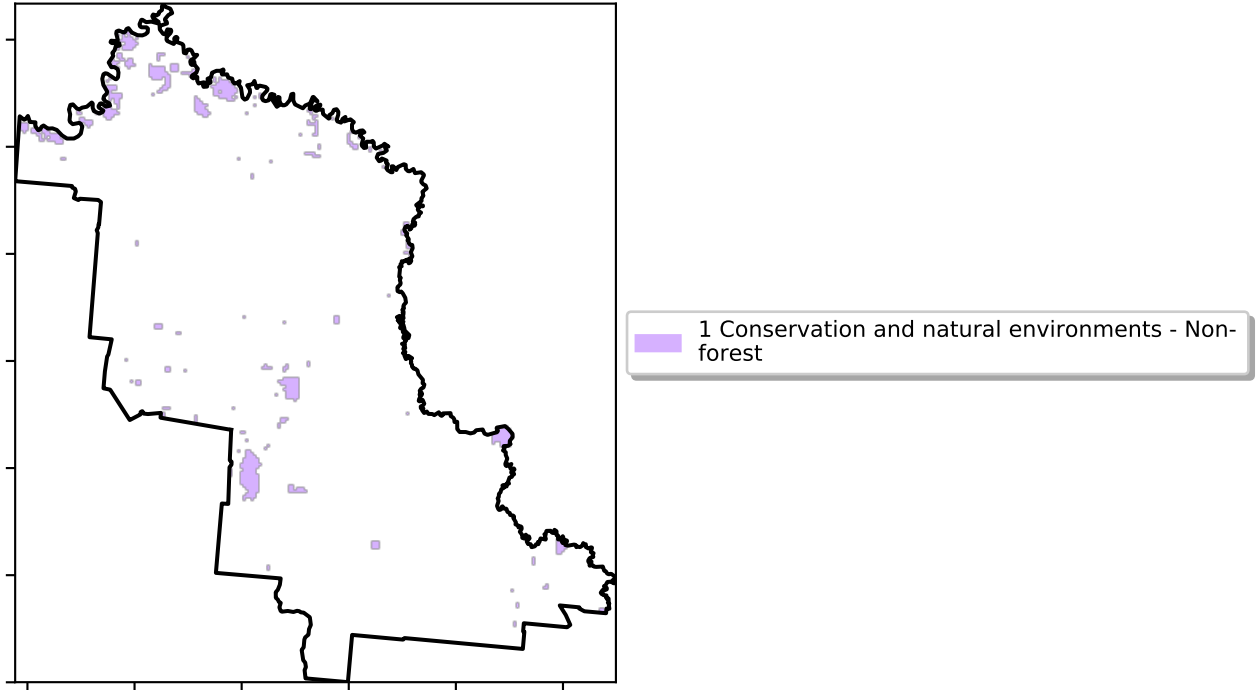 1 Conservation and natural environments - Non-
forest